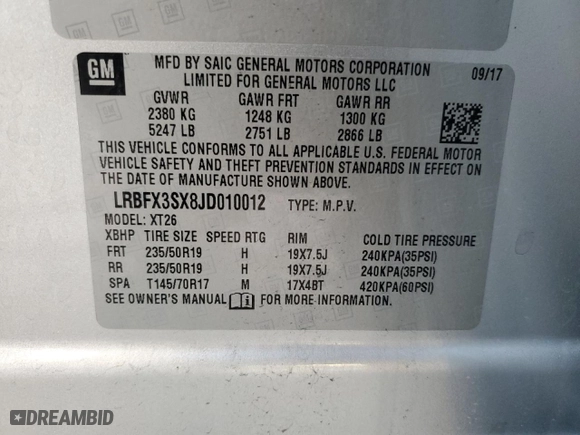 GM
MFD BY SAIC GENERAL MOTORS CORPORATION 09/17
LIMITED FOR GENERAL MOTORS LLC
GVWR GAWR FRT GAWR RR
2380 KG 1248 KG 1300 KG
5247 LB 2751 LB 2866 LB
THIS VEHICLE CONFORMS TO ALL APPLICABLE U.S. FEDERAL MOTOR
VEHICLE SAFETY AND THEFT PREVENTION STANDARDS IN EFFECT ON THE
DATE OF MANUFACTURE SHOWN ABOVE.
LRBFX3SX8JD010012 TYPE: M.P.V.
MODEL: XT26
XBHP TIRE SIZE SPEED RTG RIM COLD TIRE PRESSURE
FRT 235/50R19 H 19X7.5J 240KPA(35PSI)
RR 235/50R19 H 19X7.5J 240KPA(35PSI)
SPA T145/70R17 M 17X4BT 420KPA(60PSI)
SEE OWNER'S MANUAL FOR MORE INFORMATION
DREAMBID